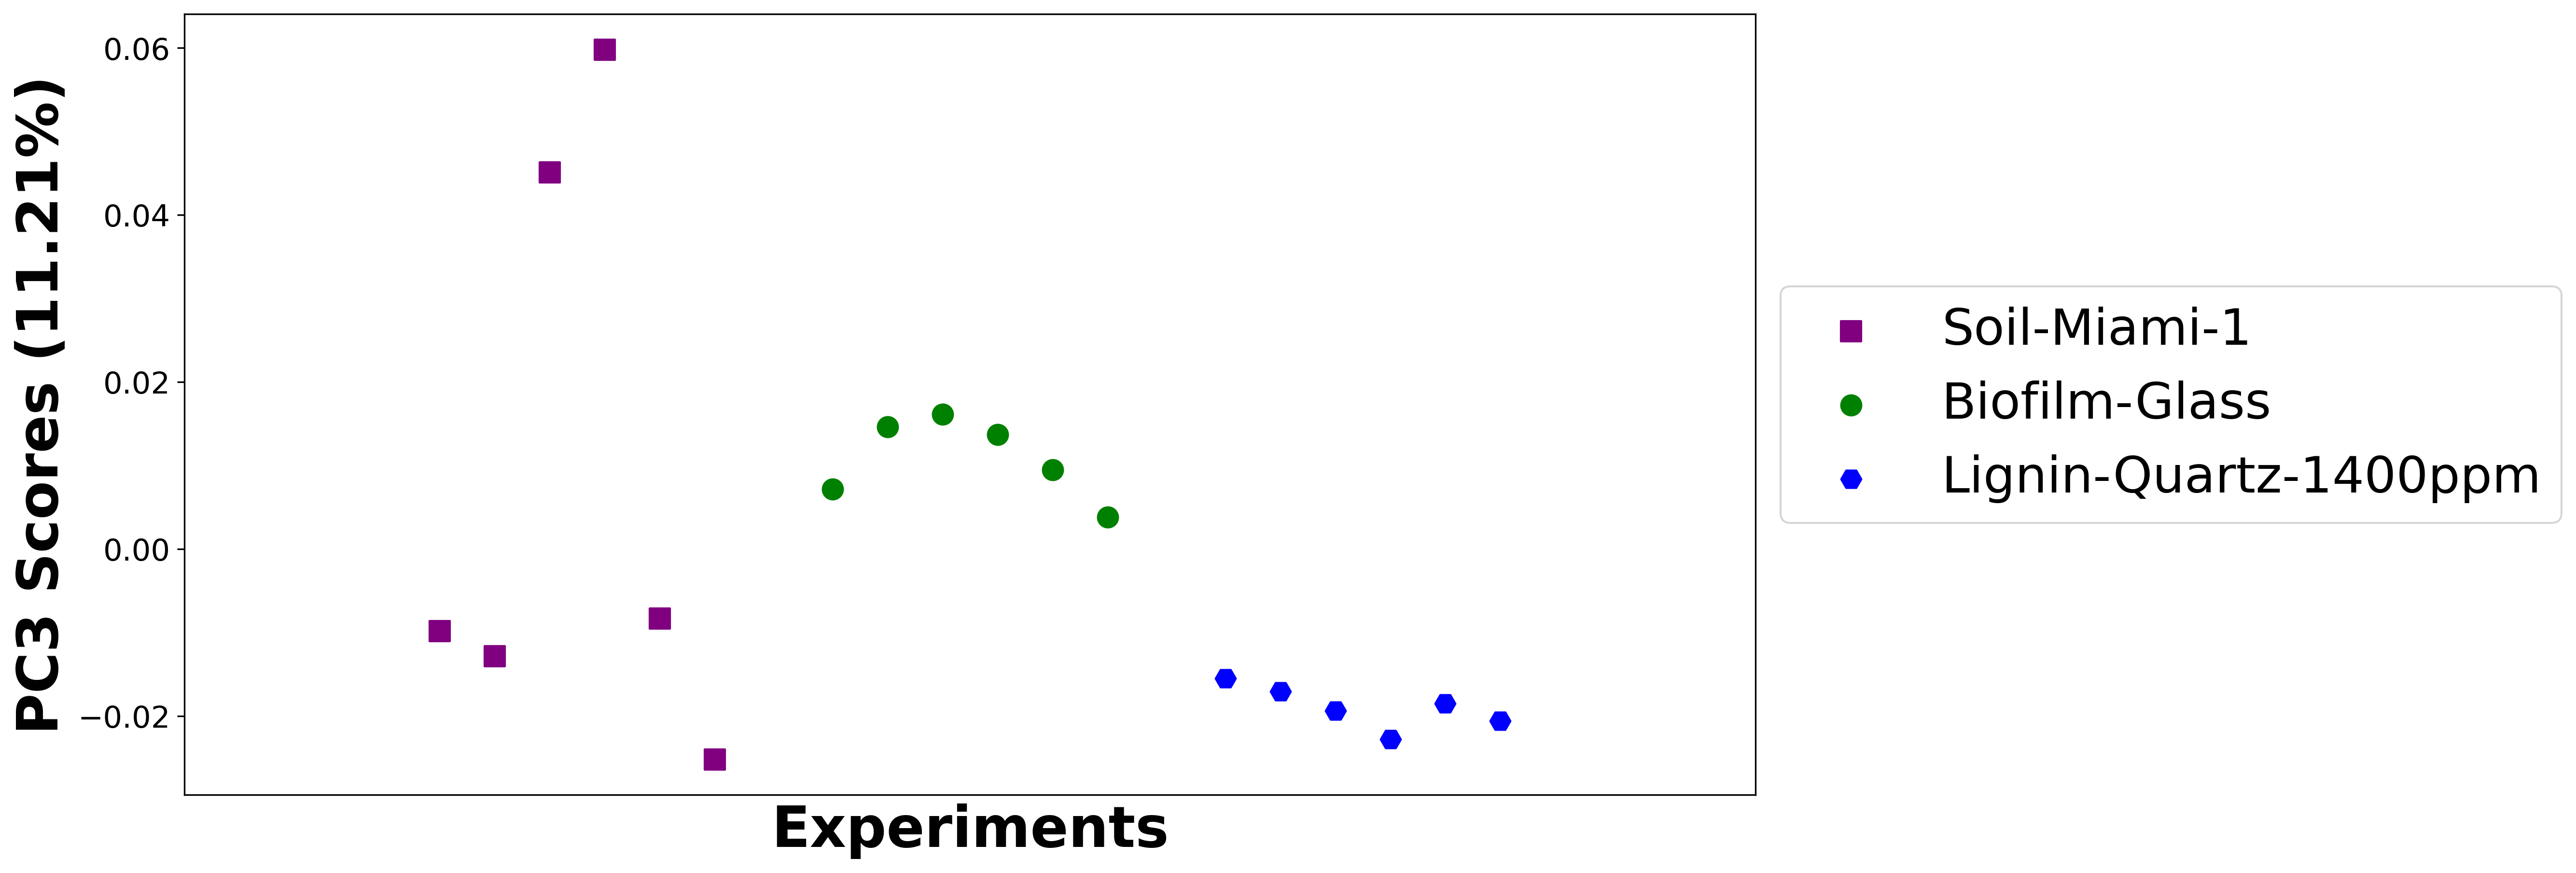 PC3 Scores (11.21%)
0.06
0.04
0.02
0.00
−0.02
Experiments
Soil-Miami-1
Biofilm-Glass
Lignin-Quartz-1400ppm